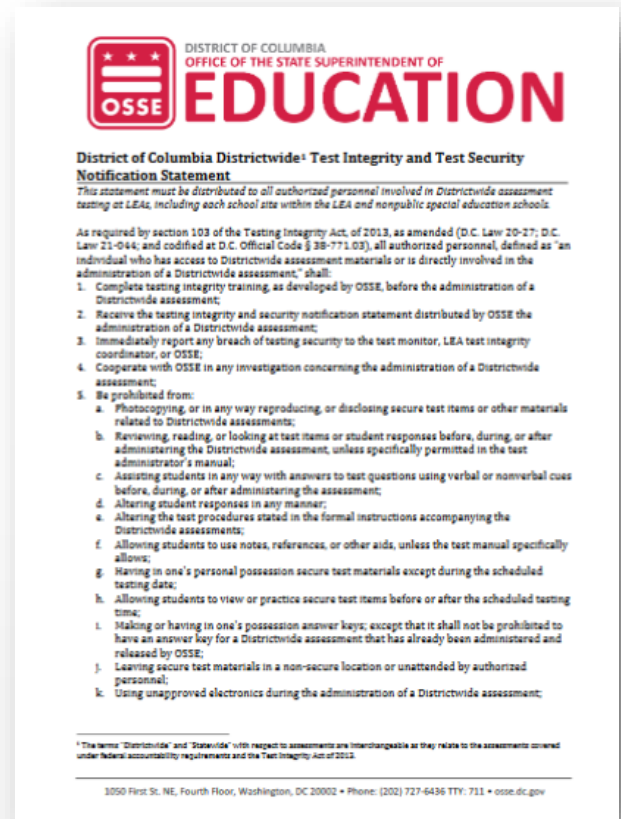 DISTRICT OF COLUMBIA
OFFICE OF THE STATE SUPERINTENDENT OF
OSSE
EDUCATION
District of Columbia Districtwide¹ Test Integrity and Test Security
Notification Statement
This statement must be distributed to all authorized personnel involved in Districtwide assessment
testing at LEAs, including each school site within the LEA and nonpublic special education schools.
As required by section 103 of the Testing Integrity Act, of 2013, as amended (D.C. Law 20-27; D.C.
Law 21-044; and codified at D.C. Official Code § 38-771.03), all authorized personnel, defined as "an
individual who has access to Districtwide assessment materials or is directly involved in the
administration of a Districtwide assessment," shall:
1. Complete testing integrity training, as developed by OSSE, before the administration of a
Districtwide assessment;
2. Receive the testing integrity and security notification statement distributed by OSSE the
administration of a Districtwide assessment;
3. Immediately report any breach of testing security to the test monitor, LEA test integrity
coordinator, or OSSE;
4. Cooperate with OSSE in any investigation concerning the administration of a Districtwide
assessment;
5. Be prohibited from:
a. Photocopying, or in any way reproducing, or disclosing secure test items or other materials
related to Districtwide assessments;
b. Reviewing, reading, or looking at test items or student responses before, during, or after
administering the Districtwide assessment, unless specifically permitted in the test
administrator's manual;
c. Assisting students in any way with answers to test questions using verbal or nonverbal cues
before, during, or after administering the assessment;
d. Altering student responses in any manner;
e. Altering the test procedures stated in the formal instructions accompanying the
Districtwide assessments;
f. Allowing students to use notes, references, or other aids, unless the test manual specifically
allows;
g. Having in one's personal possession secure test materials except during the scheduled
testing date;
h. Allowing students to view or practice secure test items before or after the scheduled testing
time;
i. Making or having in one's possession answer keys; except that it shall not be prohibited to
have an answer key for a Districtwide assessment that has already been administered and
released by OSSE;
j. Leaving secure test materials in a non-secure location or unattended by authorized
personnel;
k. Using unapproved electronics during the administration of a Districtwide assessment;
¹ The terms "Districtwide" and "Statewide" with respect to assessments are interchangeable as they relate to the assessments covered
under federal accountability requirements and the Test Integrity Act of 2013.
1050 First St. NE, Fourth Floor, Washington, DC 20002 • Phone: (202) 727-6436 TTY: 711 • osse.dc.gov